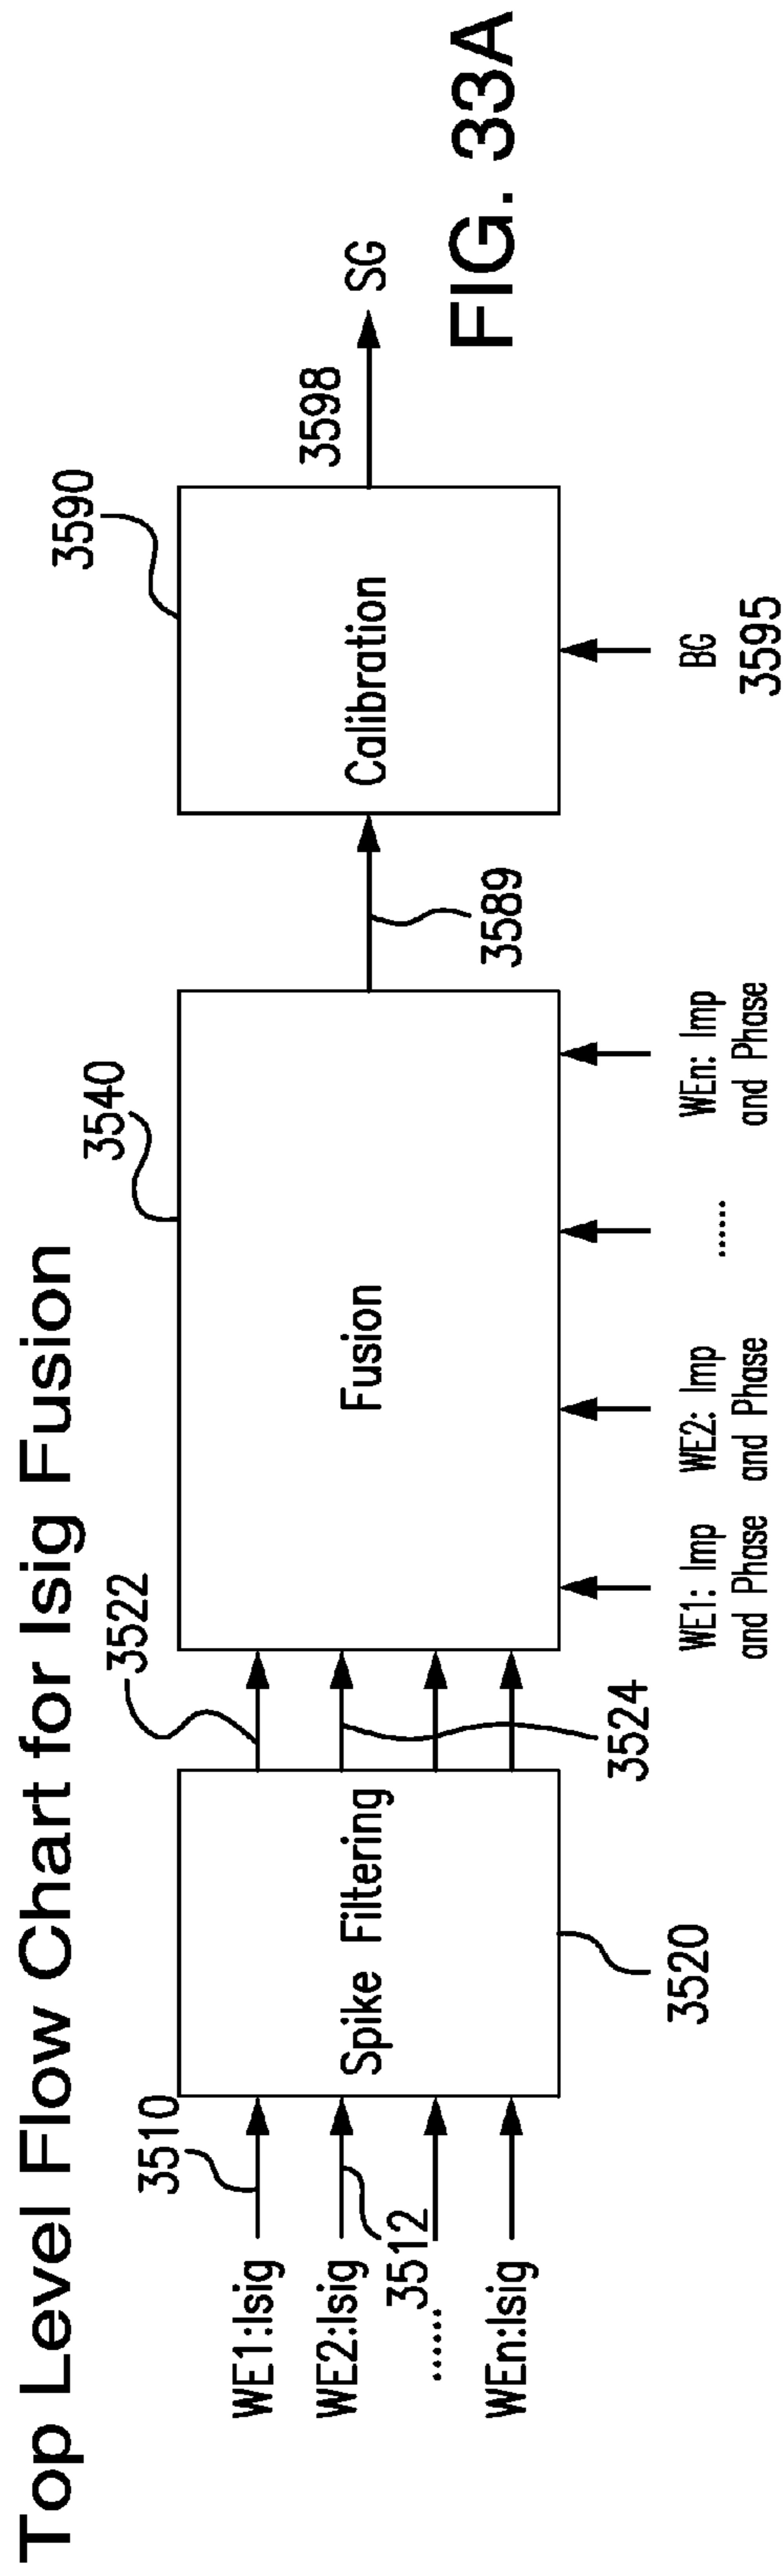 Top Level Flow Chart for Isig Fusion
3590
3540
3522
3510
WE1:Isig
WE2:Isig
3512
......
WEn:Isig
Spike Filtering
3520
3524
Fusion
3589
Calibration
3598
SG
WE1: Imp
and Phase
WE2: Imp
and Phase
......
WEn: Imp
and Phase
BG
3595
FIG. 33A